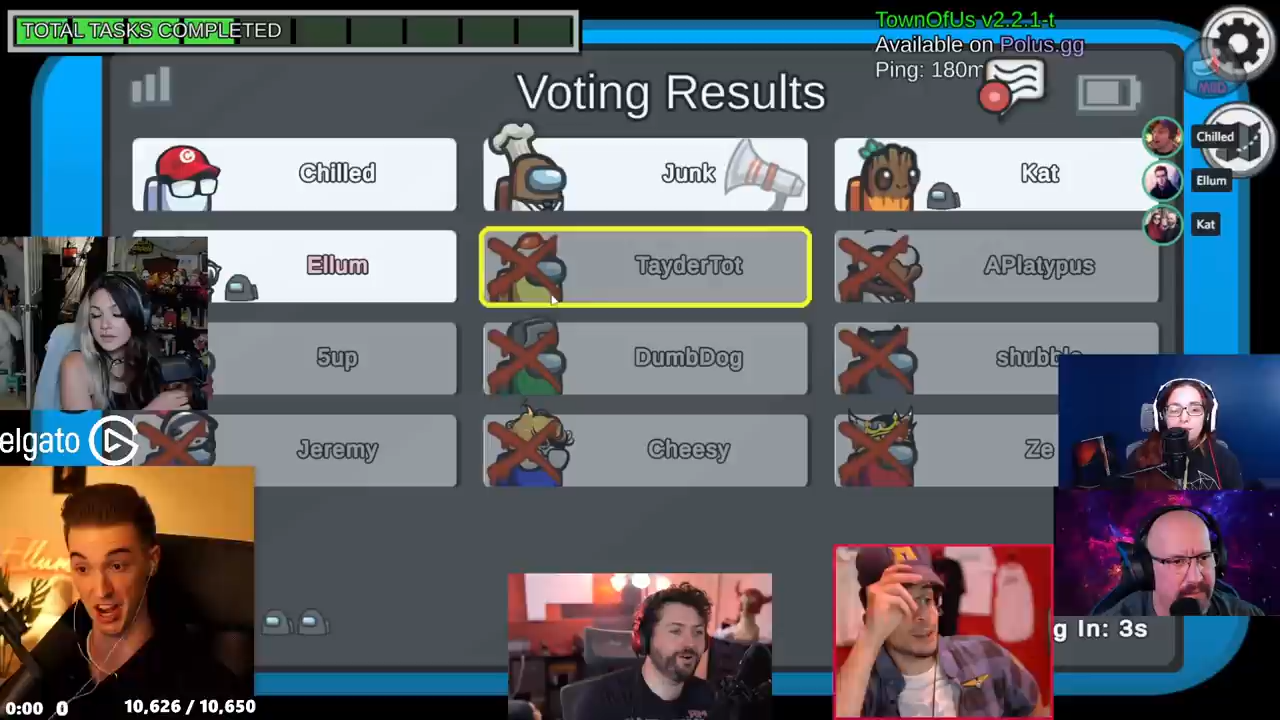 TOTAL TASKS COMPLETED
TownOfUs v2.2.1-t
Available on Polus.gg
Ping: 180m
Voting Results
Chilled
Junk
Kat
Ellum
TayderTot
APlatypus
5up
DumbDog
shubble
Jeremy
Cheesy
Ze
Chilled
Ellum
Kat
elgato
Ellum
g In: 3s
0:00 0
10,626 / 10,650